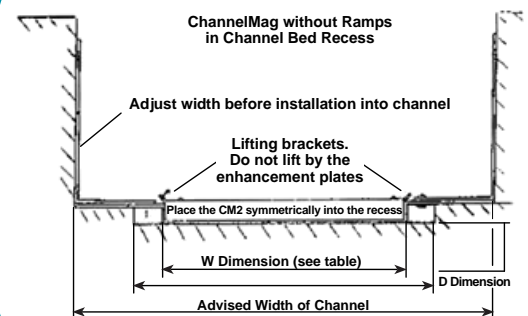 ChannelMag without Ramps
in Channel Bed Recess
Adjust width before installation into channel
Lifting brackets.
Do not lift by the
enhancement plates
Place the CM2 symmetrically into the recess
W Dimension (see table)
D Dimension
Advised Width of Channel